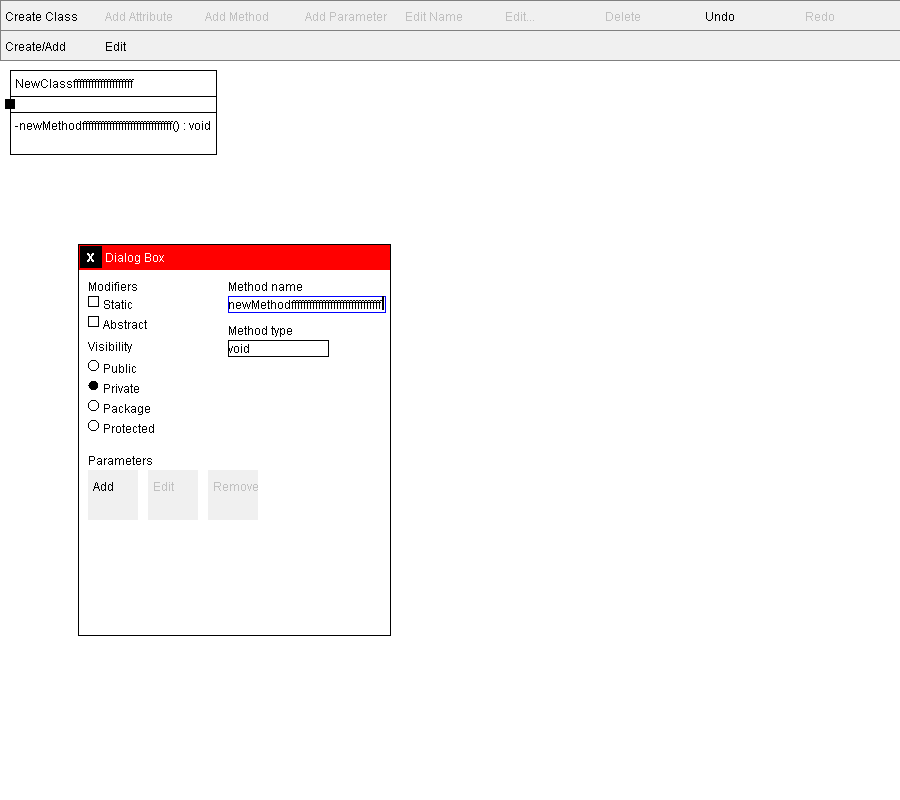 Create Class
Add Attribute
Add Method
Add Parameter
Edit Name
Edit...
Delete
Undo
Redo
Create/Add
Edit
NewClassffffffffffffffffffff
-newMethodffffffffffffffffffffffffffffff() : void
X
Dialog Box
Modifiers
Static
Abstract
Visibility
Public
Private
Package
Protected
Method name
newMethodffffffffffffffffffffffffffffff
Method type
void
Parameters
Add
Edit
Remove